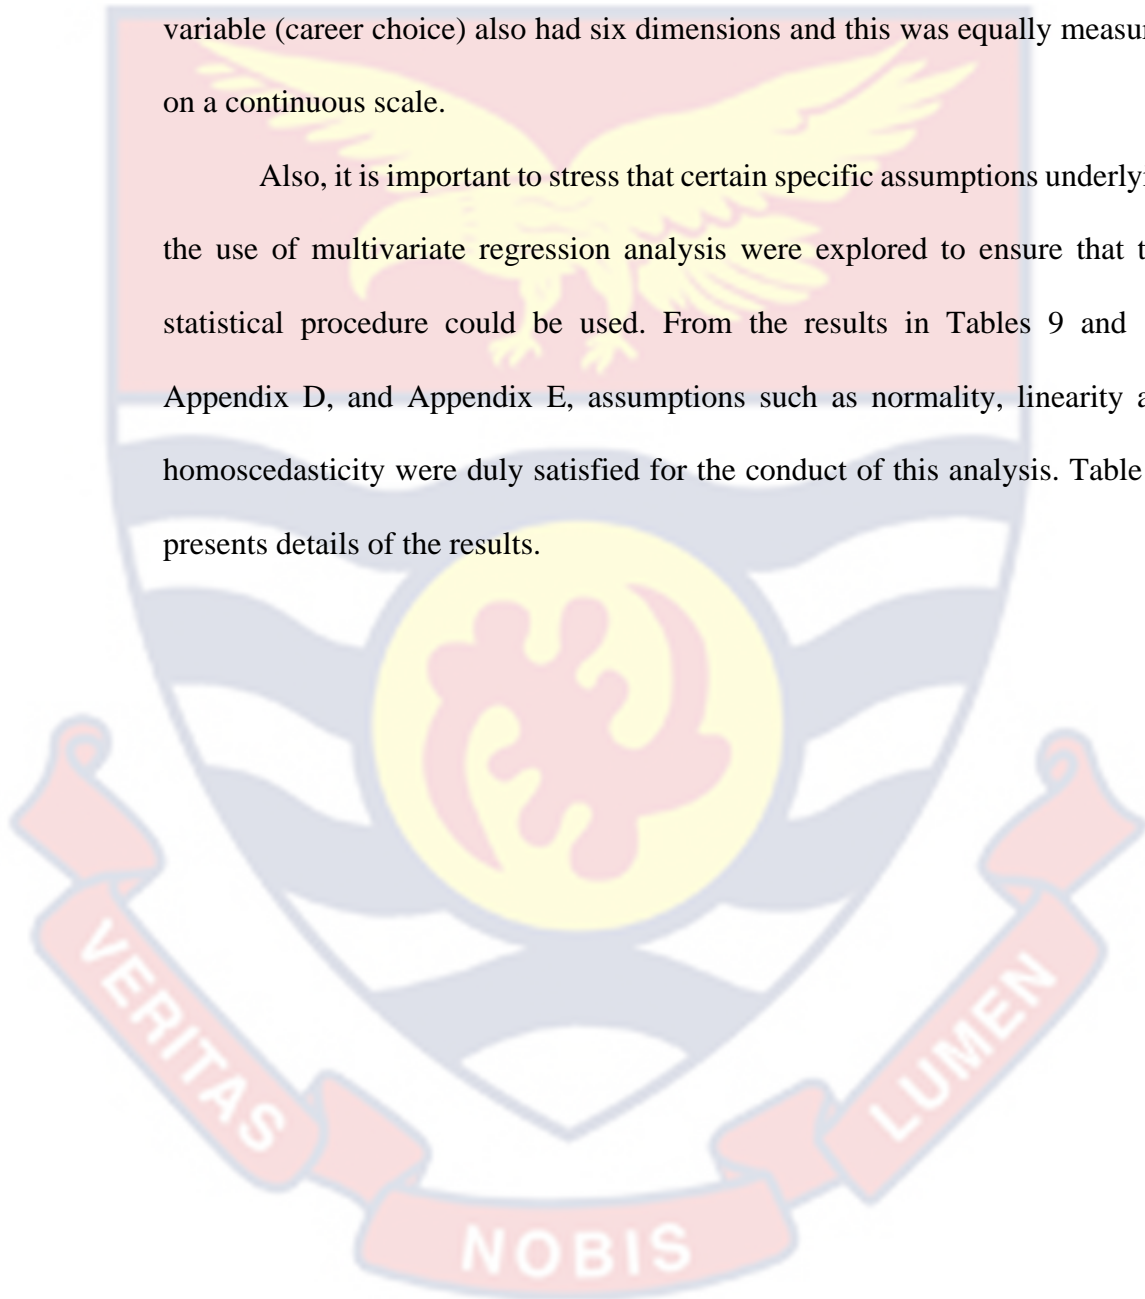 variable (career choice) also had six dimensions and this was equally measu
on a continuous scale.
Also, it is important to stress that certain specific assumptions underly
the use of multivariate regression analysis were explored to ensure that t
statistical procedure could be used. From the results in Tables 9 and
Appendix D, and Appendix E, assumptions such as normality, linearity a
homoscedasticity were duly satisfied for the conduct of this analysis. Table
presents details of the results.
VERITAS
NOBIS
LUMEN